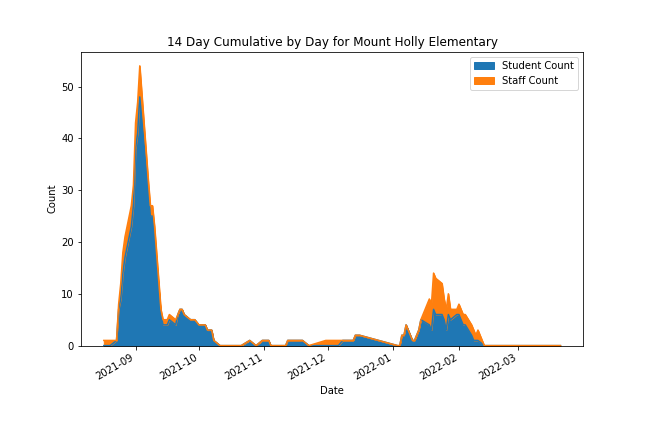 14 Day Cumulative by Day for Mount Holly Elementary
Student Count
Staff Count
50
40
30
20
10
0
Count
2021-09
2021-10
2021-11
2021-12
2022-01
2022-02
2022-03
Date